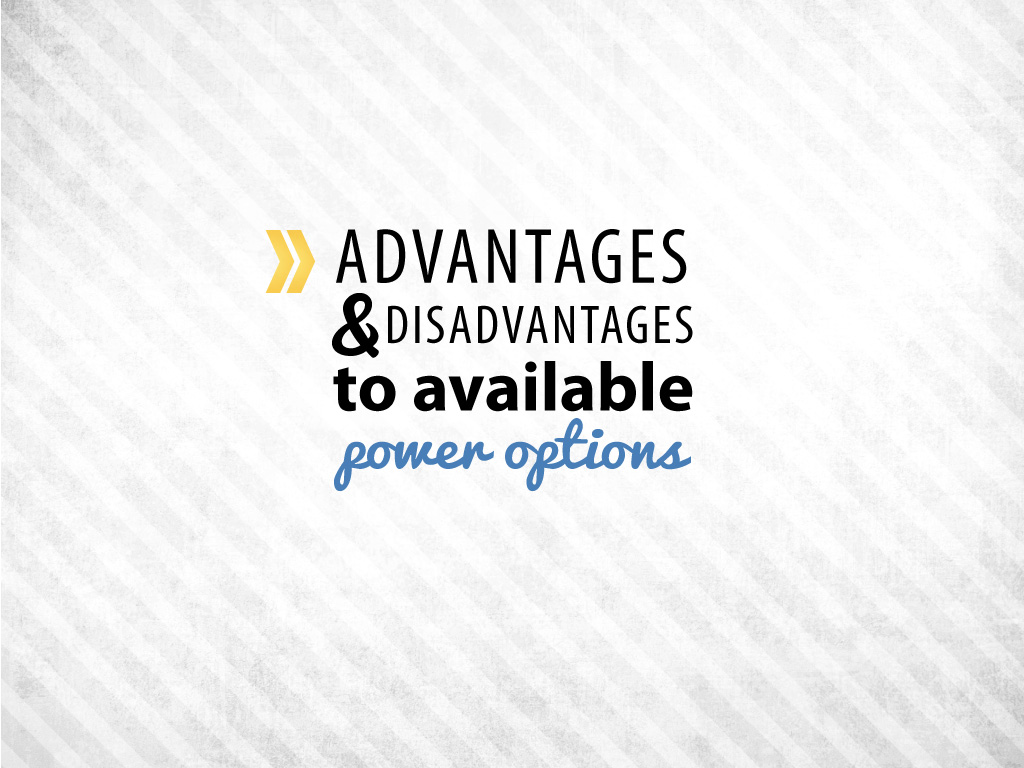 ADVANTAGES
& DISADVANTAGES
to available
power options